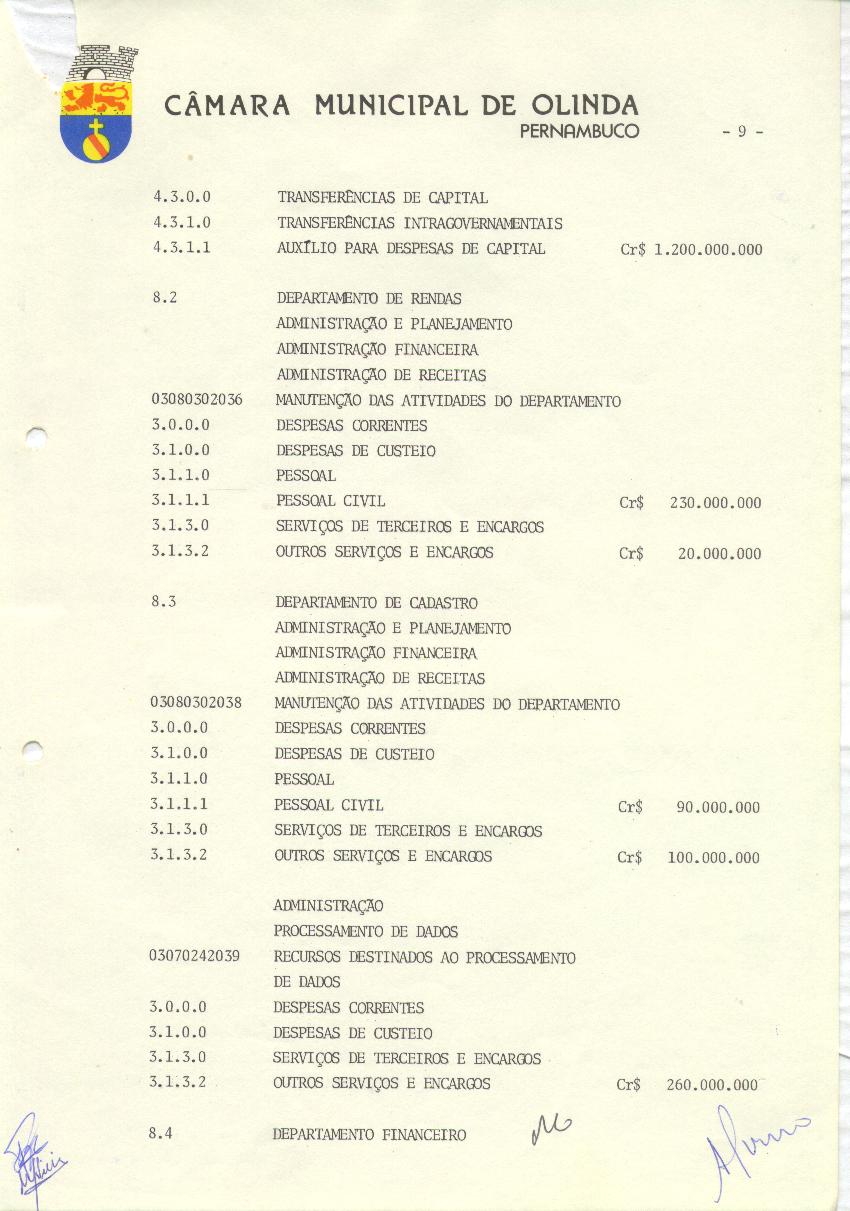 CÂMARA MUNICIPAL DE OLINDA
PERNAMBUCO - 9 -
4.3.0.0 TRANSFERÊNCIAS DE CAPITAL
4.3.1.0 TRANSFERÊNCIAS INTRAGOVERNAMENTAIS
4.3.1.1 AUXÍLIO PARA DESPESAS DE CAPITAL Cr$ 1.200.000.000
8.2 DEPARTAMENTO DE RENDAS
ADMINISTRAÇÃO E PLANEJAMENTO
ADMINISTRAÇÃO FINANCEIRA
ADMINISTRAÇÃO DE RECEITAS
03080302036 MANUTENÇÃO DAS ATIVIDADES DO DEPARTAMENTO
3.0.0.0 DESPESAS CORRENTES
3.1.0.0 DESPESAS DE CUSTEIO
3.1.1.0 PESSOAL
3.1.1.1 PESSOAL CIVIL Cr$ 230.000.000
3.1.3.0 SERVIÇOS DE TERCEIROS E ENCARGOS
3.1.3.2 OUTROS SERVIÇOS E ENCARGOS Cr$ 20.000.000
8.3 DEPARTAMENTO DE CADASTRO
ADMINISTRAÇÃO E PLANEJAMENTO
ADMINISTRAÇÃO FINANCEIRA
ADMINISTRAÇÃO DE RECEITAS
03080302038 MANUTENÇÃO DAS ATIVIDADES DO DEPARTAMENTO
3.0.0.0 DESPESAS CORRENTES
3.1.0.0 DESPESAS DE CUSTEIO
3.1.1.0 PESSOAL
3.1.1.1 PESSOAL CIVIL Cr$ 90.000.000
3.1.3.0 SERVIÇOS DE TERCEIROS E ENCARGOS
3.1.3.2 OUTROS SERVIÇOS E ENCARGOS Cr$ 100.000.000
ADMINISTRAÇÃO
PROCESSAMENTO DE DADOS
03070242039 RECURSOS DESTINADOS AO PROCESSAMENTO
DE DADOS
3.0.0.0 DESPESAS CORRENTES
3.1.0.0 DESPESAS DE CUSTEIO
3.1.3.0 SERVIÇOS DE TERCEIROS E ENCARGOS
3.1.3.2 OUTROS SERVIÇOS E ENCARGOS Cr$ 260.000.000
8.4 DEPARTAMENTO FINANCEIRO